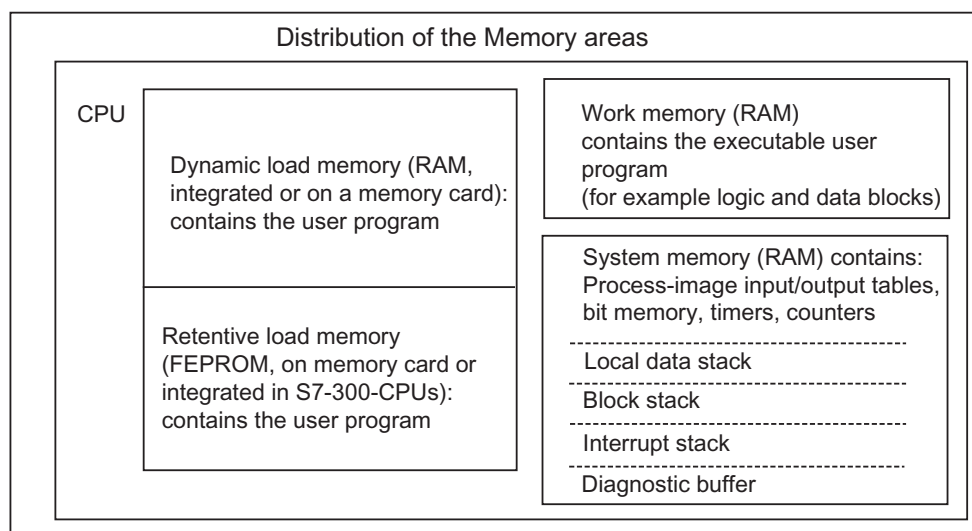 Distribution of the Memory areas
CPU
Dynamic load memory (RAM,
integrated or on a memory card):
contains the user program
Retentive load memory
(FEPROM, on memory card or
integrated in S7-300-CPUs):
contains the user program
Work memory (RAM)
contains the executable user
program
(for example logic and data blocks)
System memory (RAM) contains:
Process-image input/output tables,
bit memory, timers, counters
Local data stack
Block stack
Interrupt stack
Diagnostic buffer